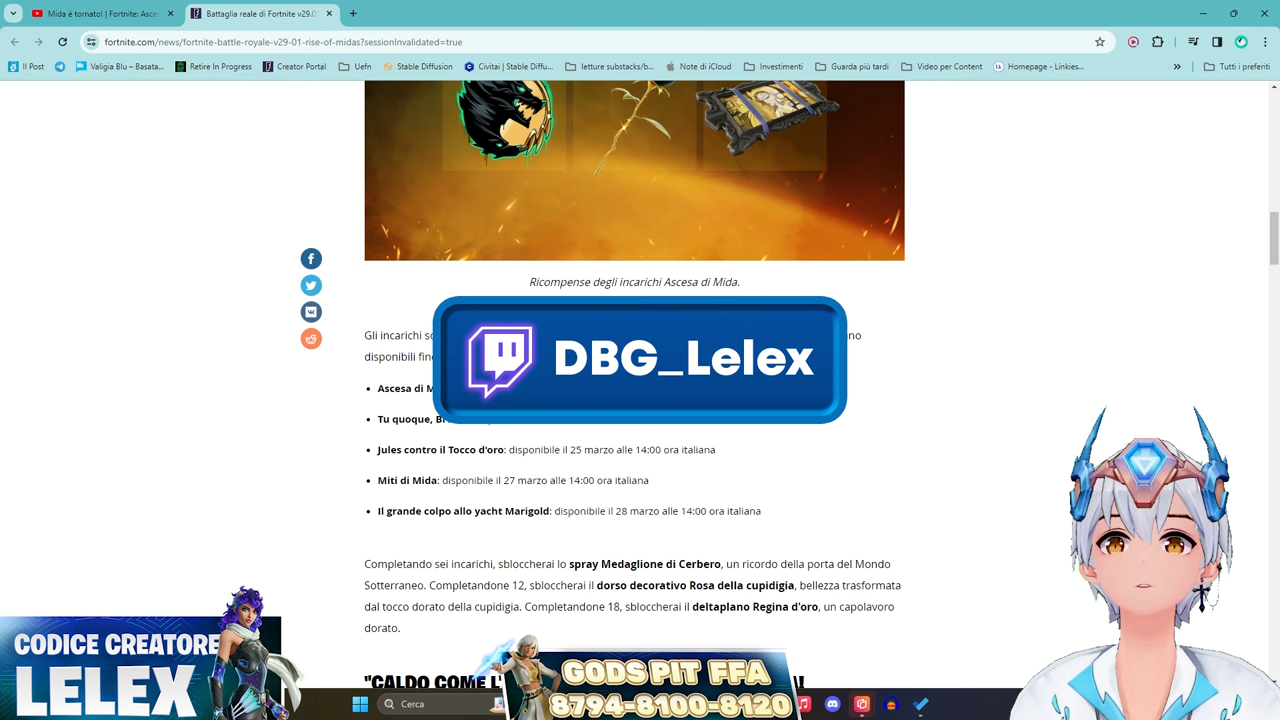 Mida è tornato! | Fortnite: Asce
Battaglia reale di Fortnite v29.0
fortnite.com/news/fortnite-battle-royale-v29-01-rise-of-midas?sessionInvalidated=true
Il Post
Valigia Blu – Basata...
Retire In Progress
Creator Portal
Uefn
Stable Diffusion
Civitai | Stable Diffu...
letture substacks/b...
Note di iCloud
Investimenti
Guarda più tardi
Video per Content
Homepage - Linkies...
Tutti i preferiti
Ricompense degli incarichi Ascesa di Mida.
Gli incarichi
disponibili
DBG_Lelex
Ascesa di
Tu quoque,
Jules contro il Tocco d'oro: disponibile il 25 marzo alle 14:00 ora italiana
Miti di Mida: disponibile il 27 marzo alle 14:00 ora italiana
Il grande colpo allo yacht Marigold: disponibile il 28 marzo alle 14:00 ora italiana
Completando sei incarichi, sbloccherai lo spray Medaglione di Cerbero, un ricordo della porta del Mondo
Sotterraneo. Completandone 12, sbloccherai il dorso decorativo Rosa della cupidigia, bellezza trasformata
dal tocco dorato della cupidigia. Completandone 18, sbloccherai il deltaplano Regina d'oro, un capolavoro
dorato.
"CALDO COME
CODICE CREATORE
LELEX
GODS PIT FFA
8794-8100-8120
Cerca